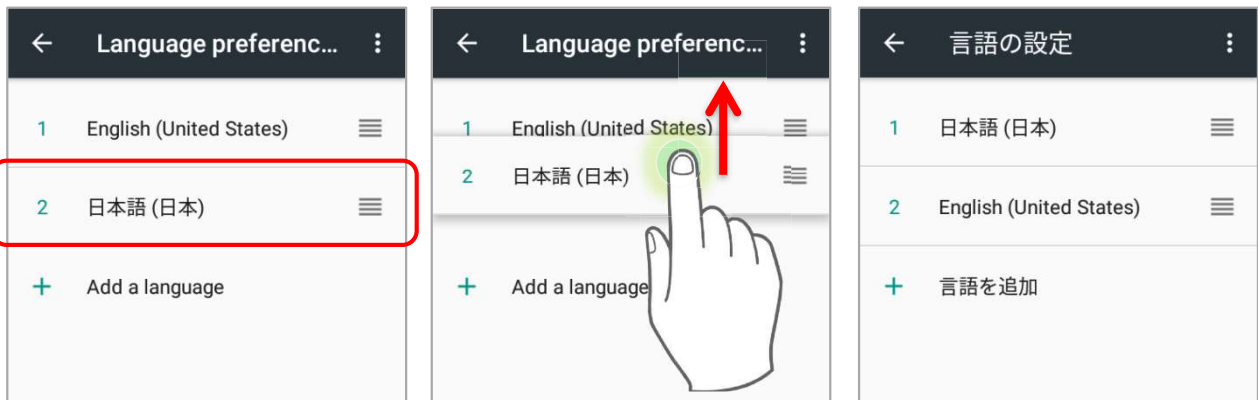 Language preferenc...
1 English (United States)
2 日本語 (日本)
+ Add a language
Language preferenc...
1 English (United States)
2 日本語 (日本)
+ Add a language
言語の設定
1 日本語 (日本)
2 English (United States)
+ 言語を追加